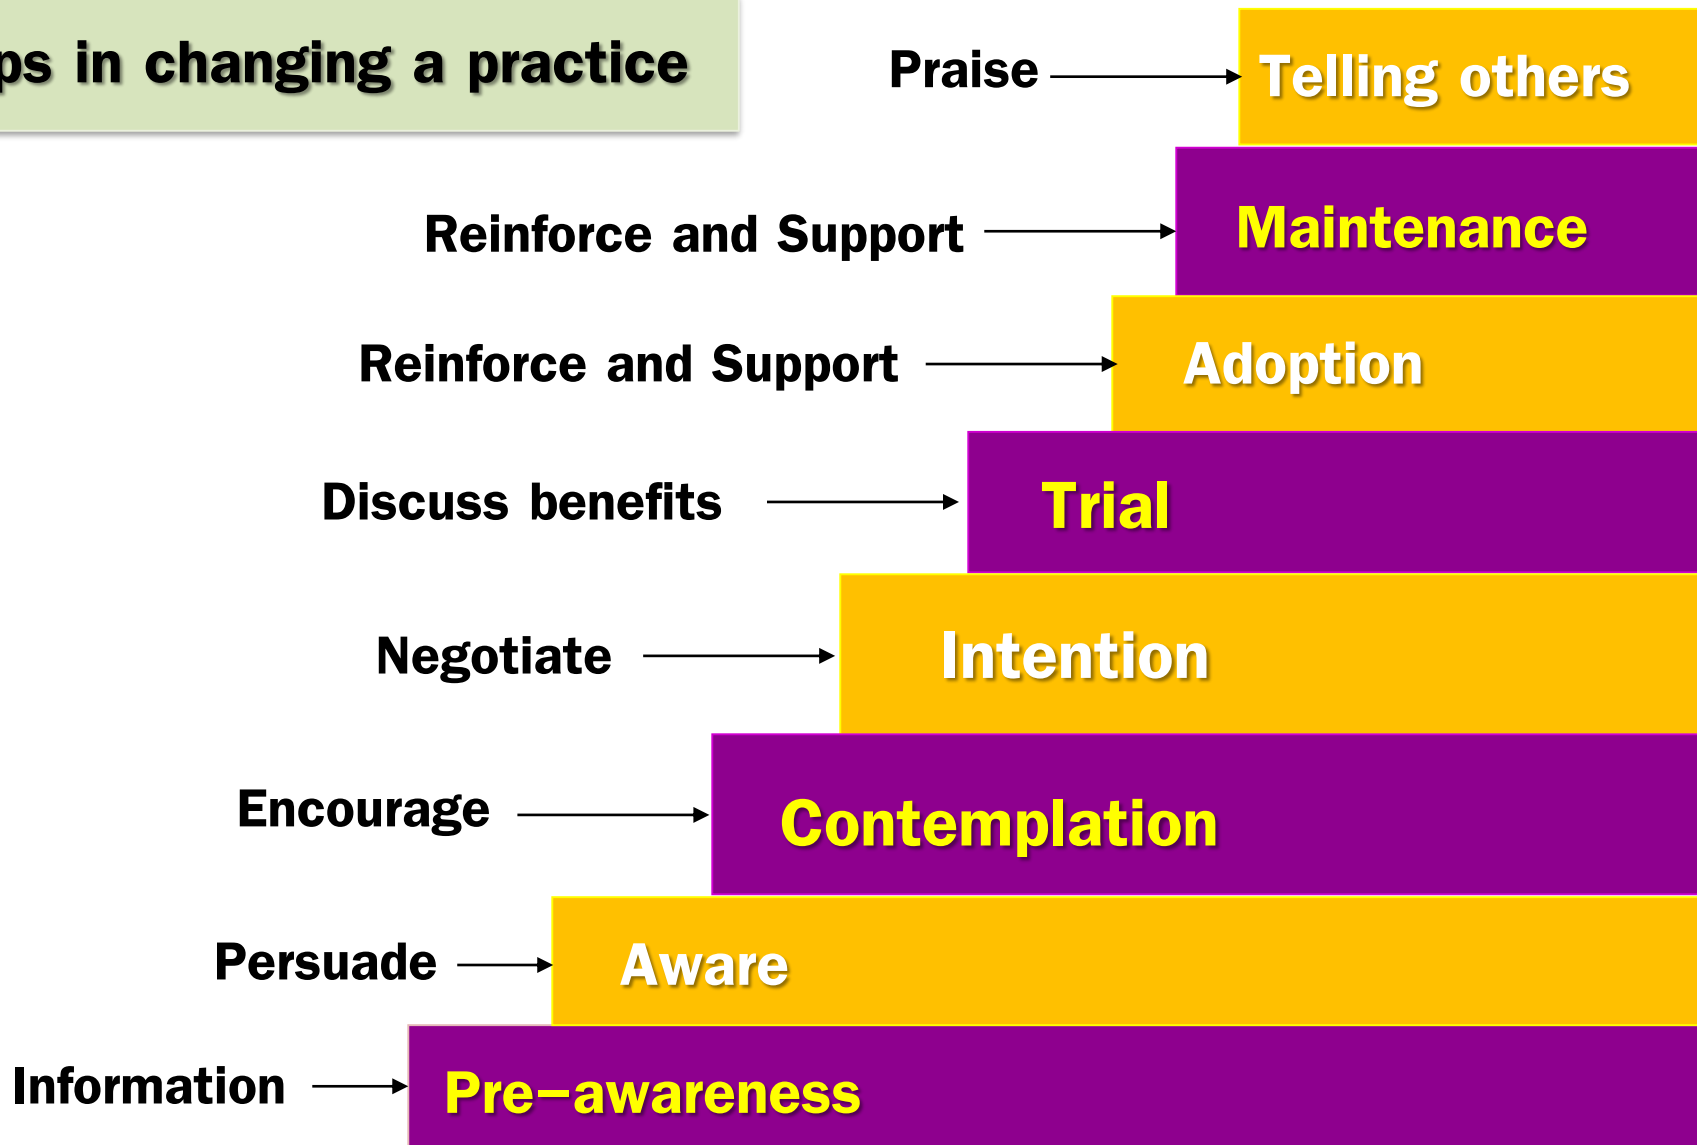 ps in changing a practice
Praise
Telling others
Reinforce and Support
Maintenance
Reinforce and Support
Adoption
Discuss benefits
Trial
Negotiate
Intention
Encourage
Contemplation
Persuade
Aware
Information
Pre–awareness